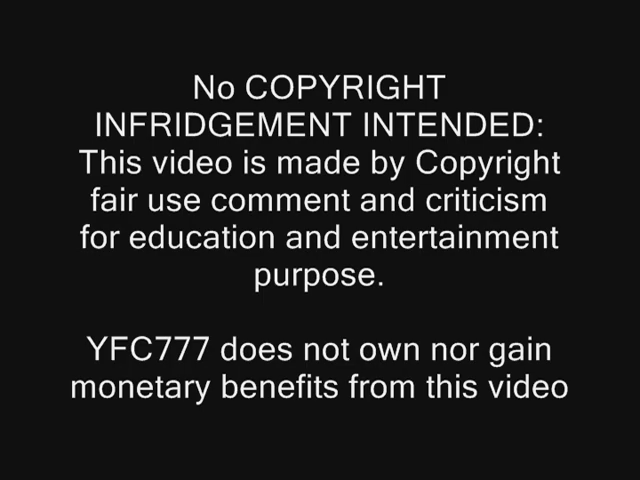 No COPYRIGHT
INFRIDGEMENT INTENDED:
This video is made by Copyright
fair use comment and criticism
for education and entertainment
purpose.
YFC777 does not own nor gain
monetary benefits from this video